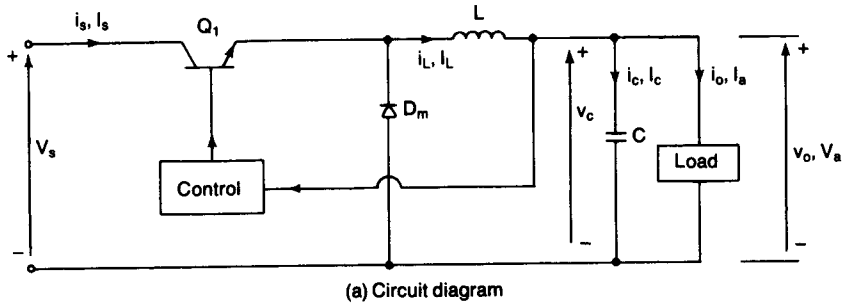 i_s, I_s
Q_1
L
+
+
+
i_L, I_L
i_c, I_c
i_o, I_a
D_m
v_c
C
V_s
Load
v_o, V_a
Control
−
−
−
(a) Circuit diagram